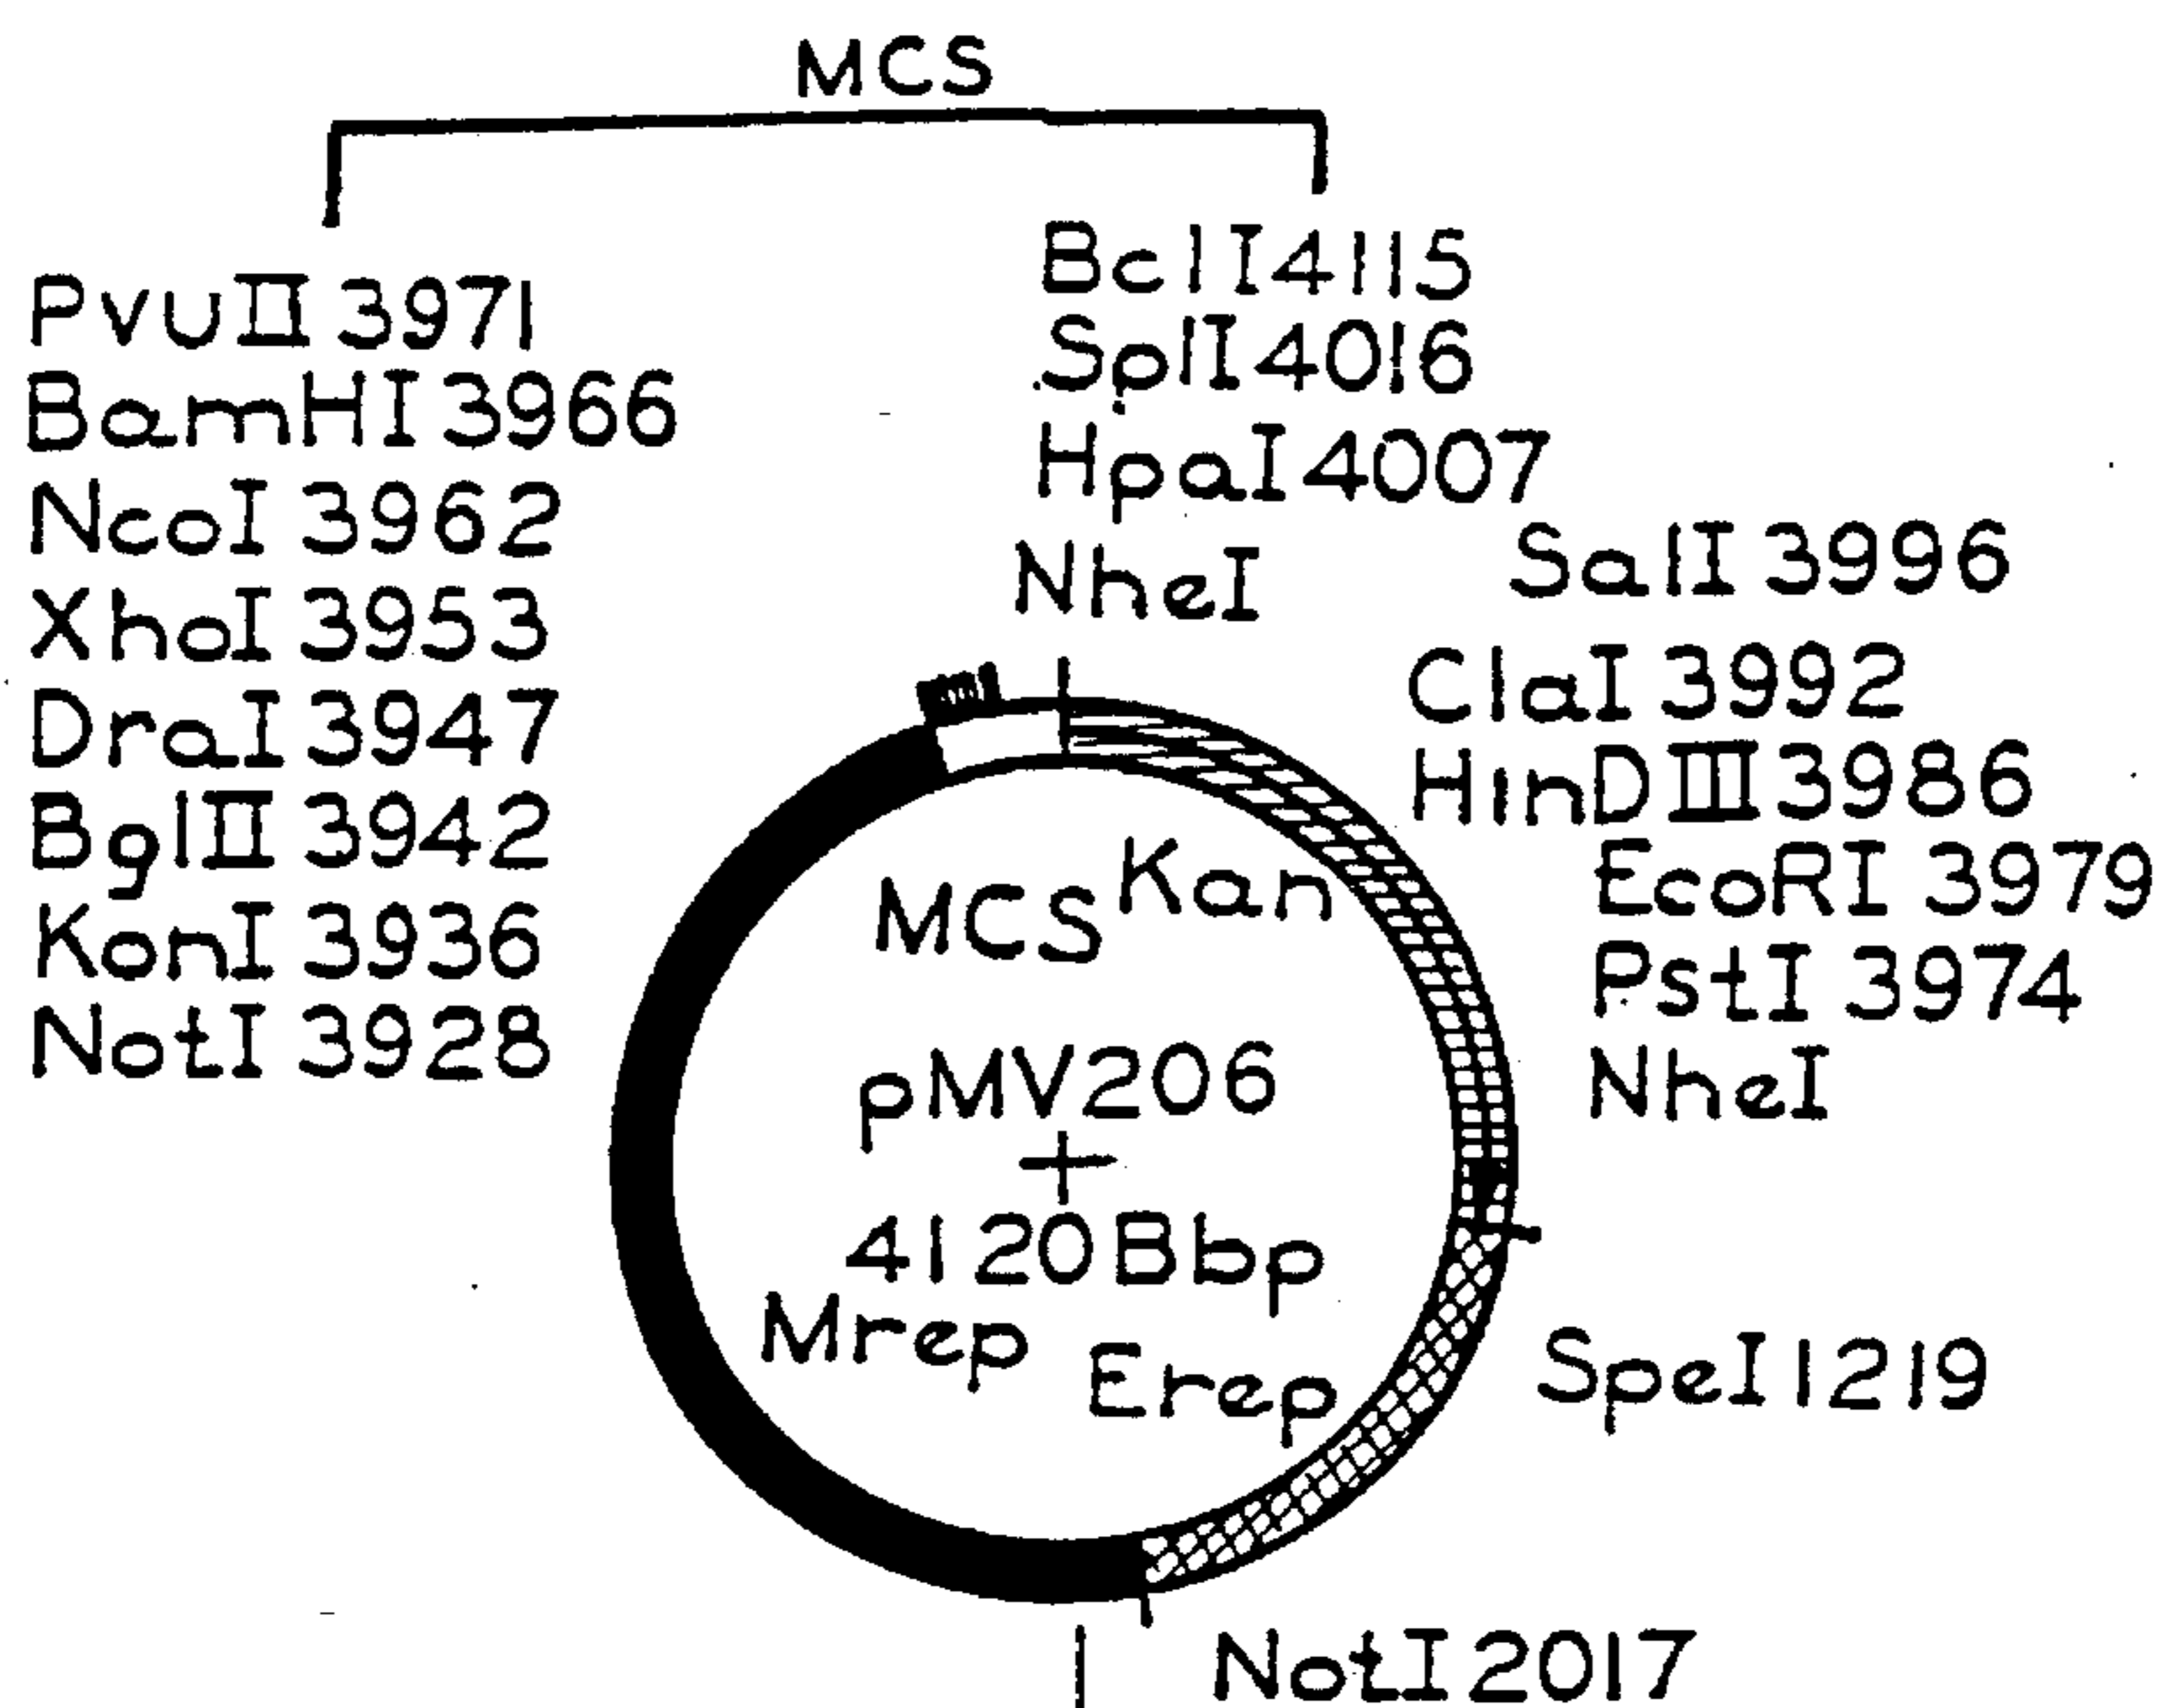 MCS
PvuII 3971
BamHI 3966
NcoI 3962
XhoI 3953
DraI 3947
BglII 3942
KonI 3936
NotI 3928
BclI 4115
SplI 4016
HpaI 4007
NheI
SalI 3996
ClaI 3992
HinDIII 3986
EcoRI 3979
PstI 3974
NheI
MCS
Kan
pMV206
4120Bbp
Mrep
Erep
SpeI 1219
NotI 2017